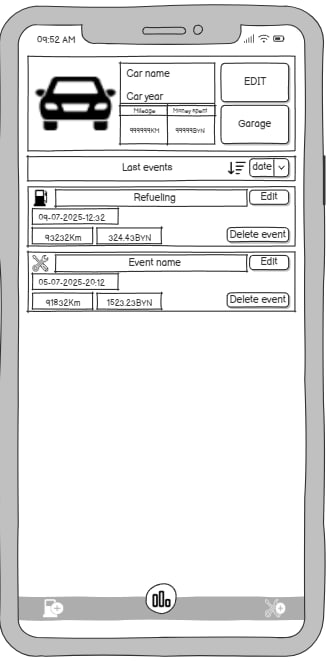 09:52 AM
Car name
EDIT
Car year
Mileage Money spent
999999KM 99999BYN
Garage
Last events date
Refueling Edit
09-07-2025-12:32
93232Km 324.43BYN Delete event
Event name Edit
05-07-2025-20:12
91832Km 1523.23BYN Delete event